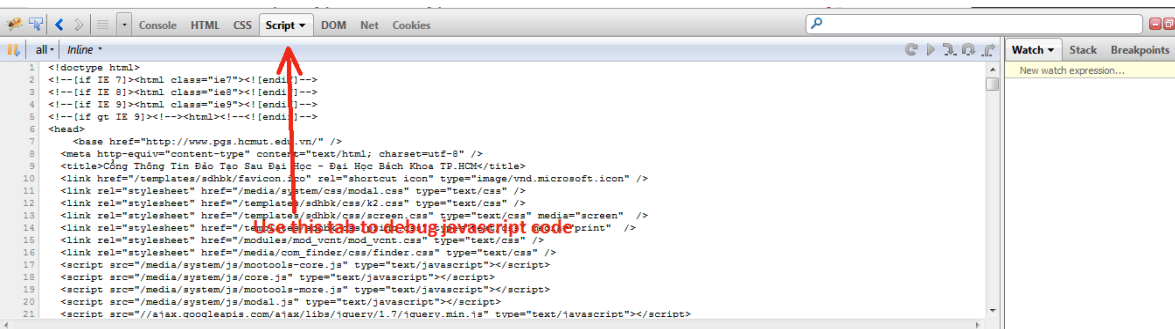 Console HTML CSS Script DOM Net Cookies
all Inline
Watch Stack Breakpoints
New watch expression...
1 <!doctype html>
2 <!--[if IE 7]><html class="ie7"><![endif]-->
3 <!--[if IE 8]><html class="ie8"><![endif]-->
4 <!--[if IE 9]><html class="ie9"><![endif]-->
5 <!--[if gt IE 9]><!--><html><!--<![endif]-->
6 <head>
7 <base href="http://www.pgs.hcmut.edu.vn/" />
8 <meta http-equiv="content-type" content="text/html; charset=utf-8" />
9 <title>Cổng Thông Tin Đào Tạo Sau Đại Học - Đại Học Bách Khoa TP.HCM</title>
10 <link href="/templates/sdhbk/favicon.ico" rel="shortcut icon" type="image/vnd.microsoft.icon" />
11 <link rel="stylesheet" href="/media/system/css/modal.css" type="text/css" />
12 <link rel="stylesheet" href="/templates/sdhbk/css/k2.css" type="text/css" />
13 <link rel="stylesheet" href="/templates/sdhbk/css/screen.css" type="text/css" media="screen" />
14 <link rel="stylesheet" href="/templates/sdhbk/css/print.css" type="text/css" media="print" />
Use this tab to debug javascript code
15 <link rel="stylesheet" href="/modules/mod_vcnt/mod_vcnt.css" type="text/css" />
16 <link rel="stylesheet" href="/media/com_finder/css/finder.css" type="text/css" />
17 <script src="/media/system/js/mootools-core.js" type="text/javascript"></script>
18 <script src="/media/system/js/core.js" type="text/javascript"></script>
19 <script src="/media/system/js/mootools-more.js" type="text/javascript"></script>
20 <script src="/media/system/js/modal.js" type="text/javascript"></script>
21 <script src="//ajax.googleapis.com/ajax/libs/jquery/1.7/jquery.min.js" type="text/javascript"></script>